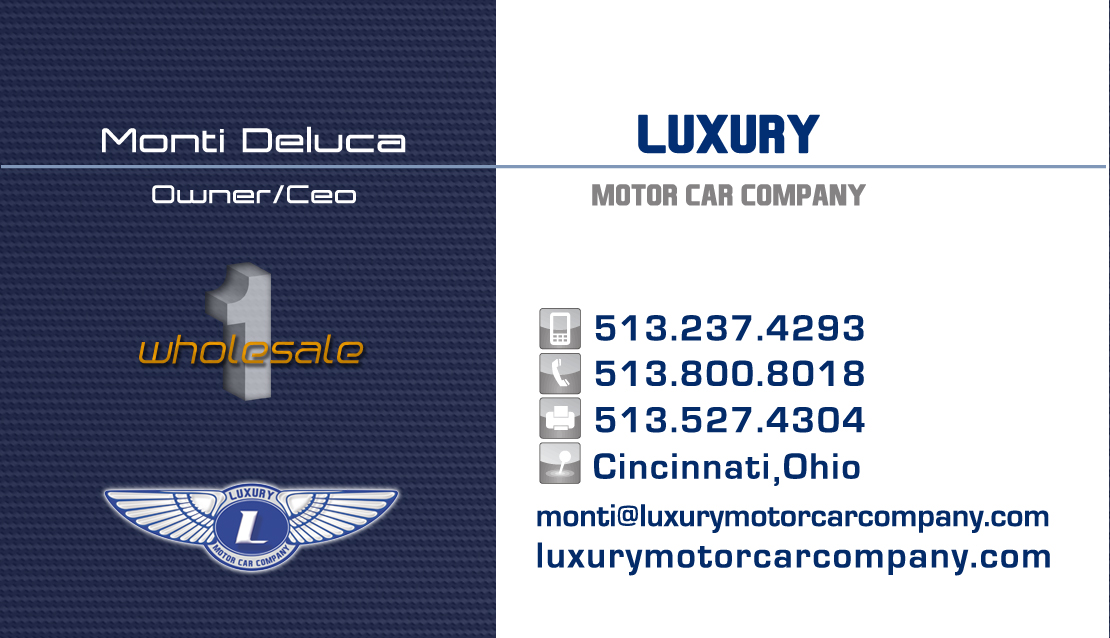 Monti Deluca
Owner/Ceo
1
wholesale
LUXURY
L
MOTOR CAR COMPANY
LUXURY
MOTOR CAR COMPANY
513.237.4293
513.800.8018
513.527.4304
Cincinnati,Ohio
monti@luxurymotorcarcompany.com
luxurymotorcarcompany.com